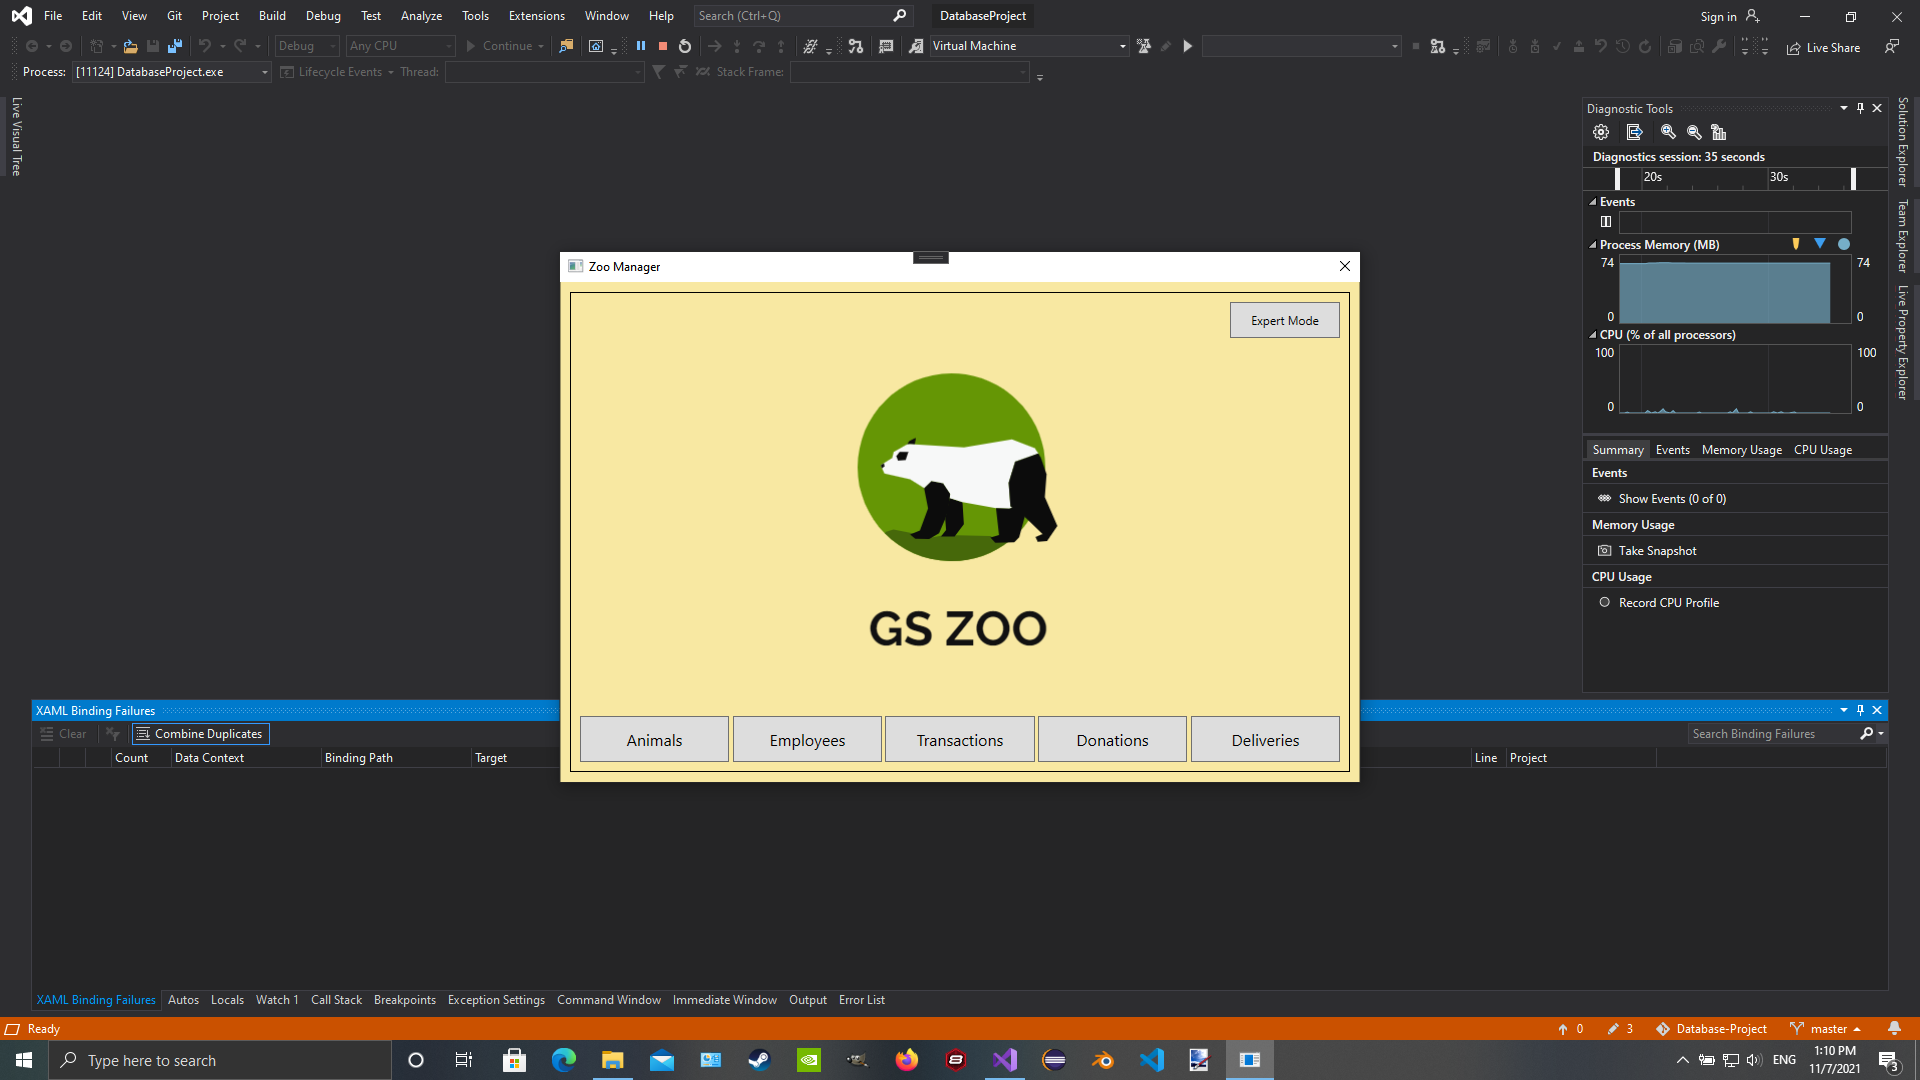 File Edit View Git Project Build Debug Test Analyze Tools Extensions Window Help Search (Ctrl+Q) DatabaseProject Sign in
Debug Any CPU Continue Virtual Machine Live Share
Process: [11124] DatabaseProject.exe Lifecycle Events Thread: Stack Frame:
Live Visual Tree
Diagnostic Tools
Diagnostics session: 35 seconds
20s 30s
Events
Process Memory (MB)
74 74
0 0
CPU (% of all processors)
100 100
0 0
Summary Events Memory Usage CPU Usage
Events
Show Events (0 of 0)
Memory Usage
Take Snapshot
CPU Usage
Record CPU Profile
Solution Explorer
Team Explorer
Live Property Explorer
Zoo Manager
Expert Mode
GS ZOO
Animals Employees Transactions Donations Deliveries
XAML Binding Failures
Clear Combine Duplicates Search Binding Failures
Count Data Context Binding Path Target Line Project
XAML Binding Failures Autos Locals Watch 1 Call Stack Breakpoints Exception Settings Command Window Immediate Window Output Error List
Ready 0 3 Database-Project master
Type here to search ENG 1:10 PM
11/7/2021 3